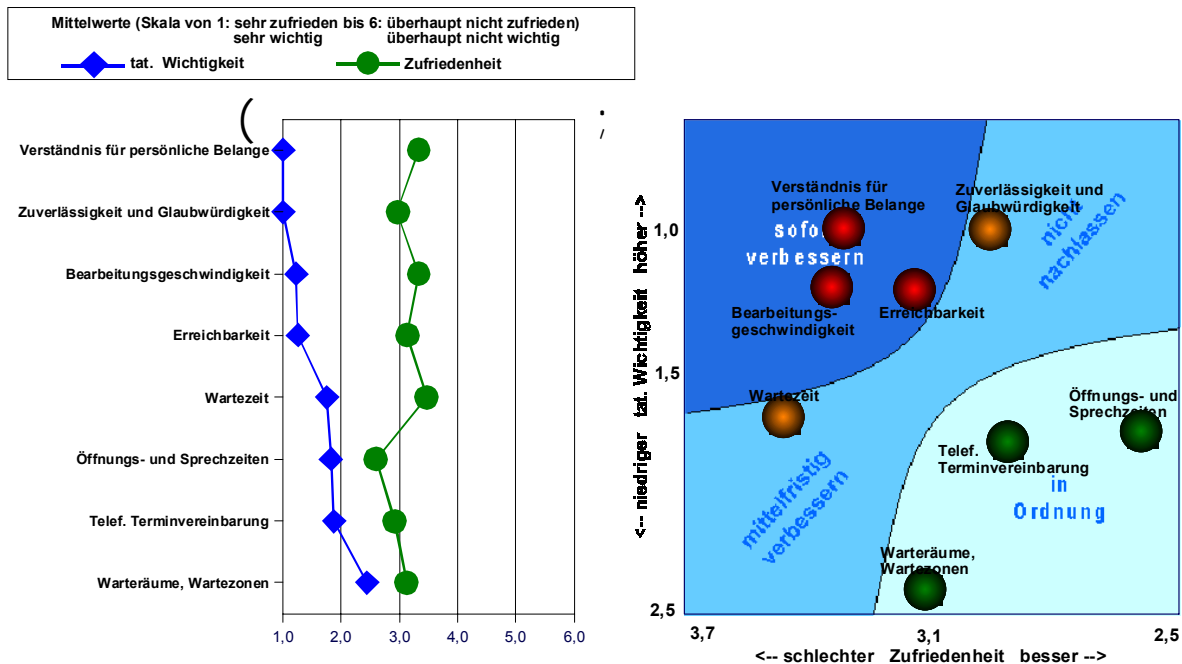 Mittelwerte (Skala von 1: sehr zufrieden bis 6: überhaupt nicht zufrieden)
sehr wichtig überhaupt nicht wichtig
tat. Wichtigkeit Zufriedenheit
(
Verständnis für persönliche Belange
Zuverlässigkeit und Glaubwürdigkeit
Bearbeitungsgeschwindigkeit
Erreichbarkeit
Wartezeit
Öffnungs- und Sprechzeiten
Telef. Terminvereinbarung
Warteräume, Wartezonen
1,0 2,0 3,0 4,0 5,0 6,0
<-- niedriger tat. Wichtigkeit höher -->
1,0
1,5
2,5
Verständnis für
persönliche Belange
Zuverlässigkeit und
Glaubwürdigkeit
verbessern
nicht
nachlassen
Bearbeitungs-
geschwindigkeit
Erreichbarkeit
Wartezeit
Öffnungs- und
Sprechzeiten
Telef.
Terminvereinbarung
in
Ordnung
mittelfristig
verbessern
Warteräume,
Wartezonen
3,7 3,1 2,5
<-- schlechter Zufriedenheit besser -->